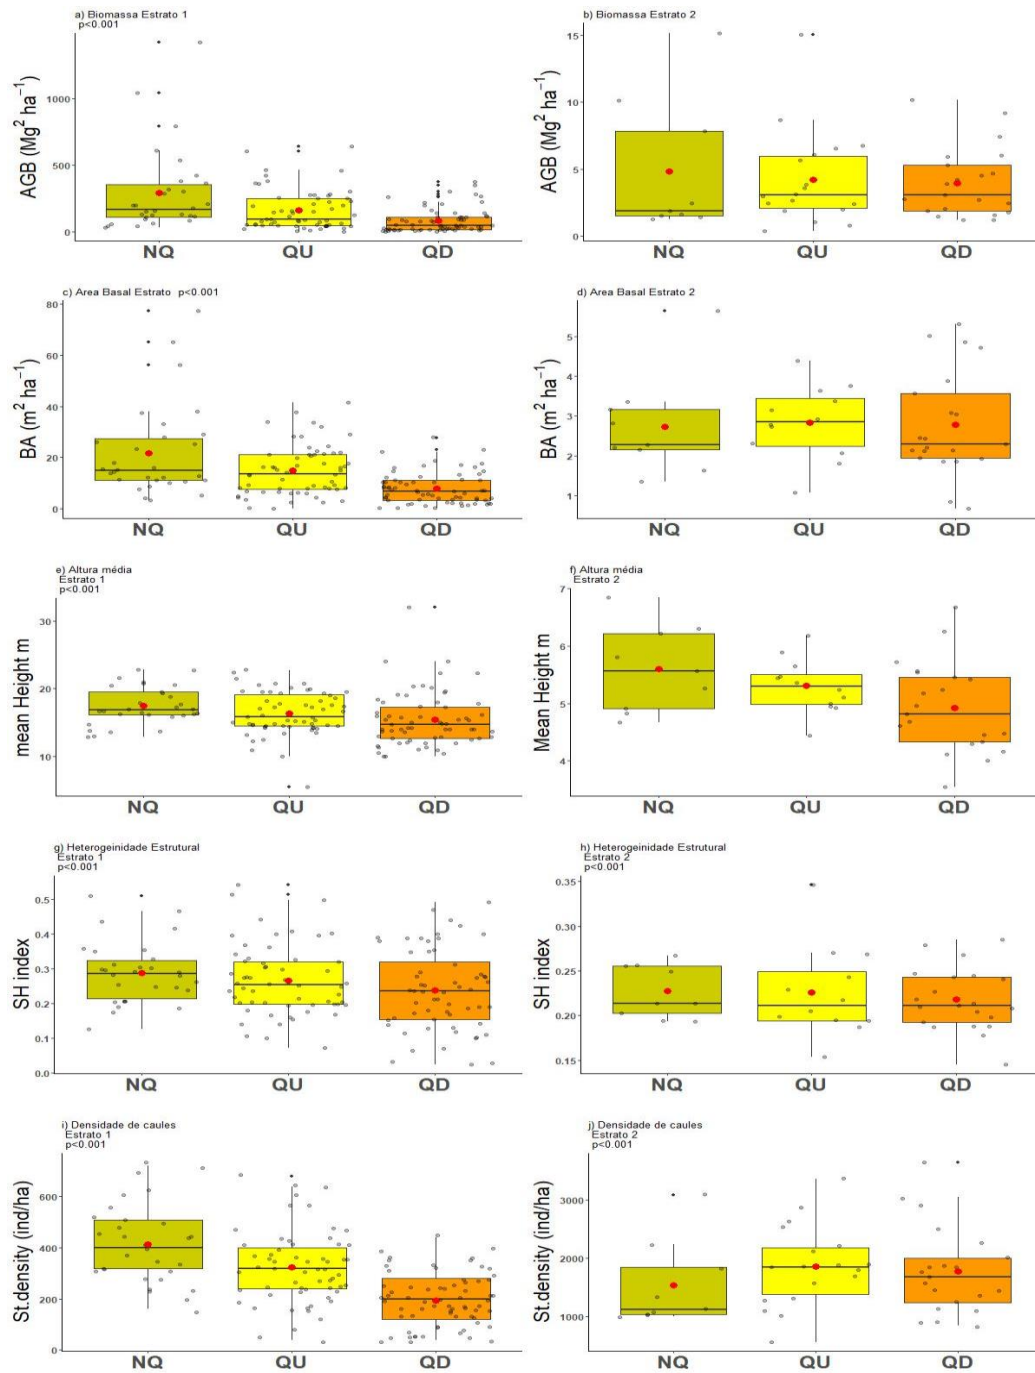 a) Biomassa Estrato 1
p<0.001
AGB (Mg² ha⁻¹)
1000
500
0
NQ QU QD
b) Biomassa Estrato 2
AGB (Mg² ha⁻¹)
15
10
5
0
NQ QU QD
c) Area Basal Estrato p<0.001
BA (m² ha⁻¹)
80
60
40
20
0
NQ QU QD
d) Area Basal Estrato 2
BA (m² ha⁻¹)
5
4
3
2
1
NQ QU QD
e) Altura média
Estrato 1
p<0.001
mean Height m
30
20
10
NQ QU QD
f) Altura média
Estrato 2
Mean Height m
7
6
5
4
NQ QU QD
g) Heterogeinidade Estrutural
Estrato 1
p<0.001
SH index
0.5
0.4
0.3
0.2
0.1
0.0
NQ QU QD
h) Heterogeinidade Estrutural
Estrato 2
p<0.001
SH index
0.35
0.30
0.25
0.20
0.15
NQ QU QD
i) Densidade de caules
Estrato 1
p<0.001
St.density (ind/ha)
600
400
200
0
NQ QU QD
j) Densidade de caules
Estrato 2
p<0.001
St.density (ind/ha)
3000
2000
1000
NQ QU QD